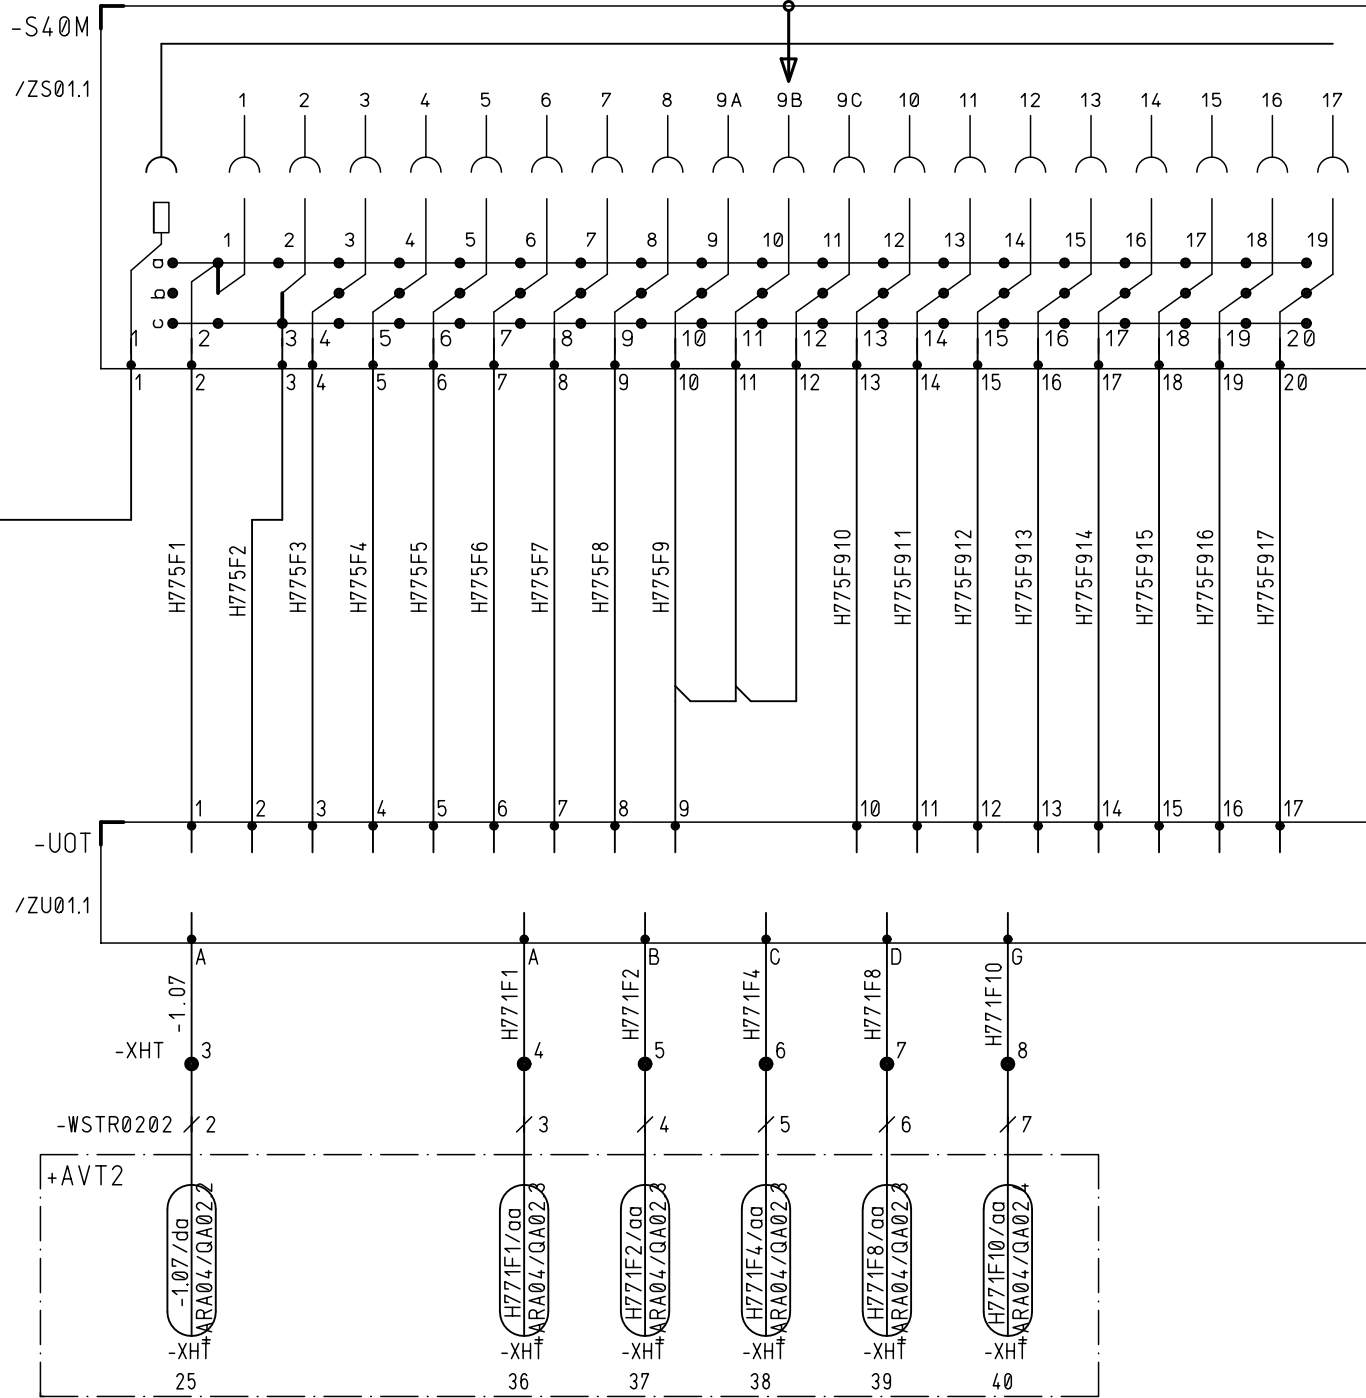 -S40M
/ZS01.1
1 2 3 4 5 6 7 8 9A 9B 9C 10 11 12 13 14 15 16 17
1 2 3 4 5 6 7 8 9 10 11 12 13 14 15 16 17 18 19
a
b
c
1 2 3 4 5 6 7 8 9 10 11 12 13 14 15 16 17 18 19 20
1 2 3 4 5 6 7 8 9 10 11 12 13 14 15 16 17 18 19 20
H775F1 H775F2 H775F3 H775F4 H775F5 H775F6 H775F7 H775F8 H775F9 H775F910 H775F911 H775F912 H775F913 H775F914 H775F915 H775F916 H775F917
1 2 3 4 5 6 7 8 9 10 11 12 13 14 15 16 17
-UOT
/ZU01.1
A A B C D G
-1.07 H771F1 H771F2 H771F4 H771F8 H771F10
-XHT 3 4 5 6 7 8
-WSTR0202 2 3 4 5 6 7
+AVT2
-1.07/da H771F1/aa H771F2/aa H771F4/aa H771F8/aa H771F10/aa
+ARA04/QA02.2 +ARA04/QA02.3 +ARA04/QA02.3 +ARA04/QA02.3 +ARA04/QA02.3 +ARA04/QA02.4
-XHT -XHT -XHT -XHT -XHT -XHT
25 36 37 38 39 40